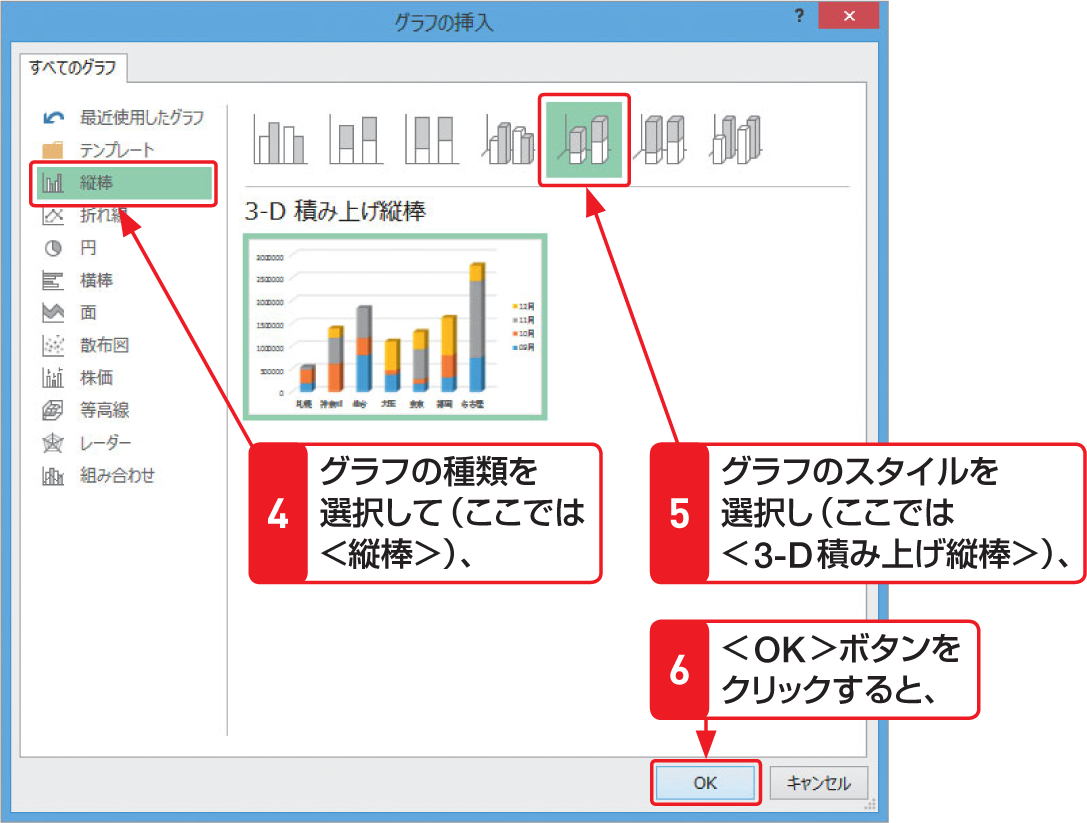 グラフの挿入
?
すべてのグラフ
最近使用したグラフ
テンプレート
縦棒
折れ線
円
横棒
面
散布図
株価
等高線
レーダー
組み合わせ
3-D 積み上げ縦棒
3000000
2500000
2000000
1500000
1000000
500000
0
札幌 神奈川 仙台 大阪 東京 福岡 名古屋
12月
11月
10月
09月
4
グラフの種類を
選択して（ここでは
＜縦棒＞）、
5
グラフのスタイルを
選択し（ここでは
＜3-D積み上げ縦棒＞）、
6
＜OK＞ボタンを
クリックすると、
OK
キャンセル